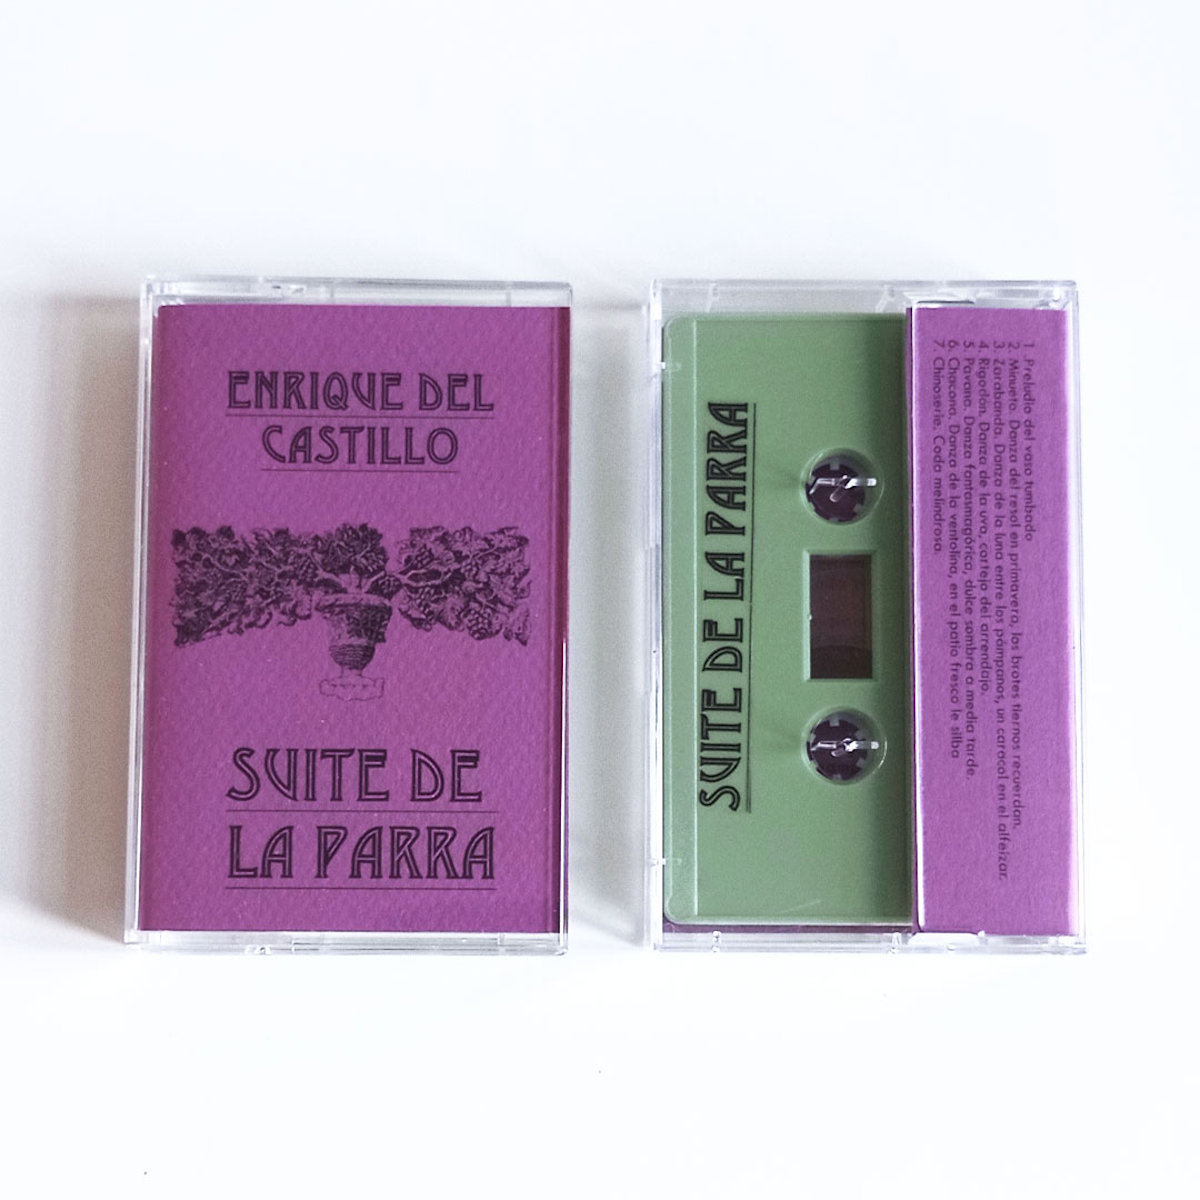 ENRIQUE DEL
CASTILLO
SUITE DE
LA PARRA
SUITE DE LA PARRA
1. Preludio del vaso tumbado
2. Minueto. Danza del resol en primavera, los brotes tiernos recuerdan.
3. Zarabanda. Danza de la luna entre los pámpanos, un caracol en el alfeizar.
4. Rigodón. Danza de la uva, cortejo del arrendajo.
5. Pavana. Danza fantasmagórica, dulce sombra a media tarde.
6. Chacona. Danza de la ventolina, en el patio fresco le silba
7. Chinoserie. Coda melindrosa.